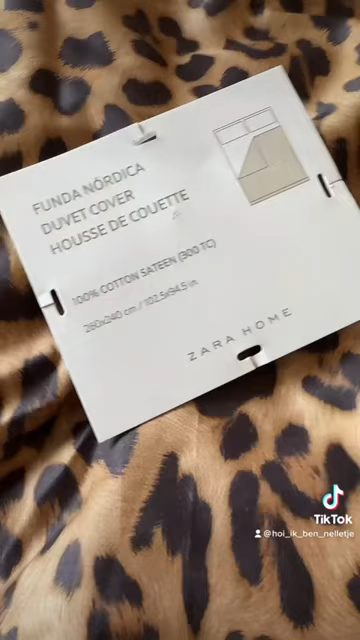 FUNDA NÓRDICA
DUVET COVER
HOUSSE DE COUETTE
100% COTTON SATEEN (300 TC)
260x240 cm / 102.5x94.5 in
ZARA HOME
TikTok
@hoi_ik_ben_nelletje